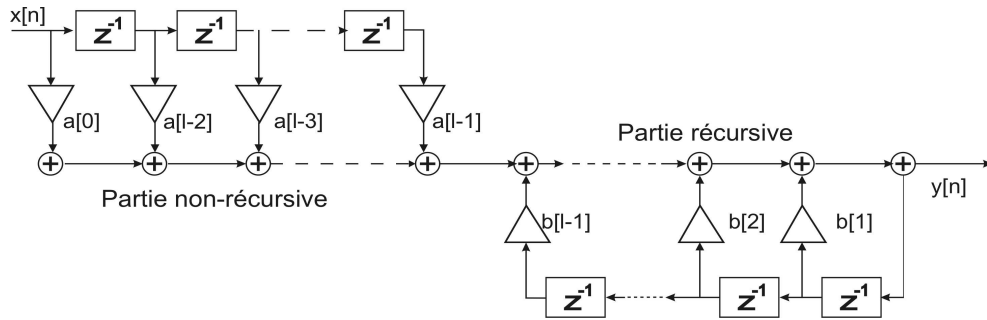 x[n]
z⁻¹ z⁻¹ z⁻¹
a[0] a[l-2] a[l-3] a[l-1]
Partie récursive
+ + + + + + + +
y[n]
Partie non-récursive
b[l-1] b[2] b[1]
z⁻¹ z⁻¹ z⁻¹